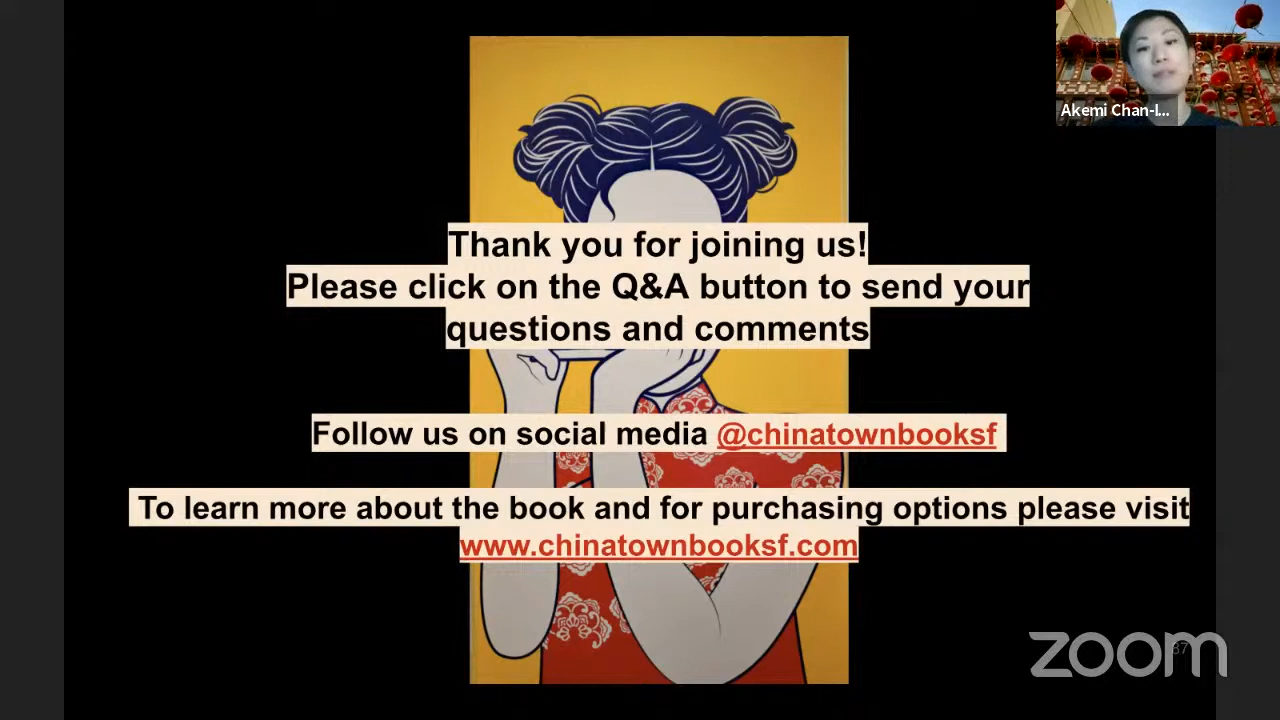 Akemi Chan-I...
Thank you for joining us!
Please click on the Q&A button to send your
questions and comments
Follow us on social media @chinatownbooksf
To learn more about the book and for purchasing options please visit
www.chinatownbooksf.com
zoom
37